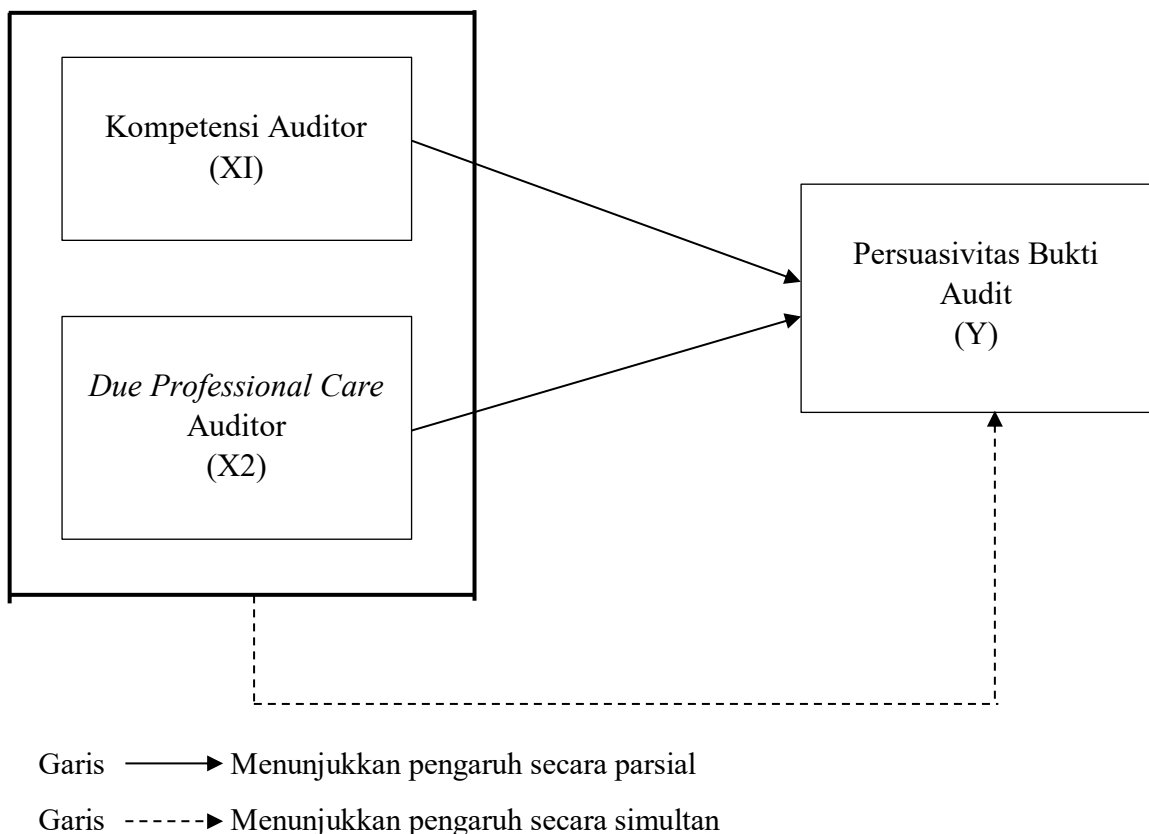 Kompetensi Auditor
(XI)
Due Professional Care
Auditor
(X2)
Persuasivitas Bukti
Audit
(Y)
Garis Menunjukkan pengaruh secara parsial
Garis Menunjukkan pengaruh secara simultan